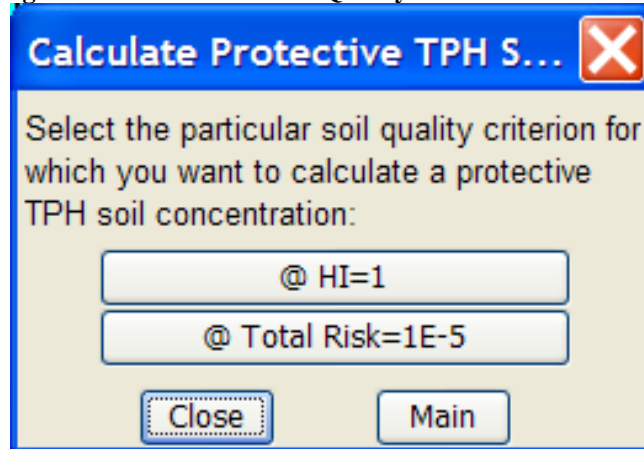 Calculate Protective TPH S...
Select the particular soil quality criterion for
which you want to calculate a protective
TPH soil concentration:
@ HI=1
@ Total Risk=1E-5
Close
Main